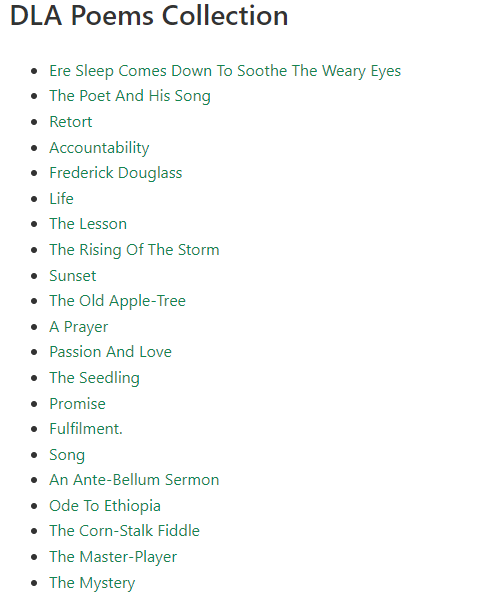 DLA Poems Collection
Ere Sleep Comes Down To Soothe The Weary Eyes
The Poet And His Song
Retort
Accountability
Frederick Douglass
Life
The Lesson
The Rising Of The Storm
Sunset
The Old Apple-Tree
A Prayer
Passion And Love
The Seedling
Promise
Fulfilment.
Song
An Ante-Bellum Sermon
Ode To Ethiopia
The Corn-Stalk Fiddle
The Master-Player
The Mystery